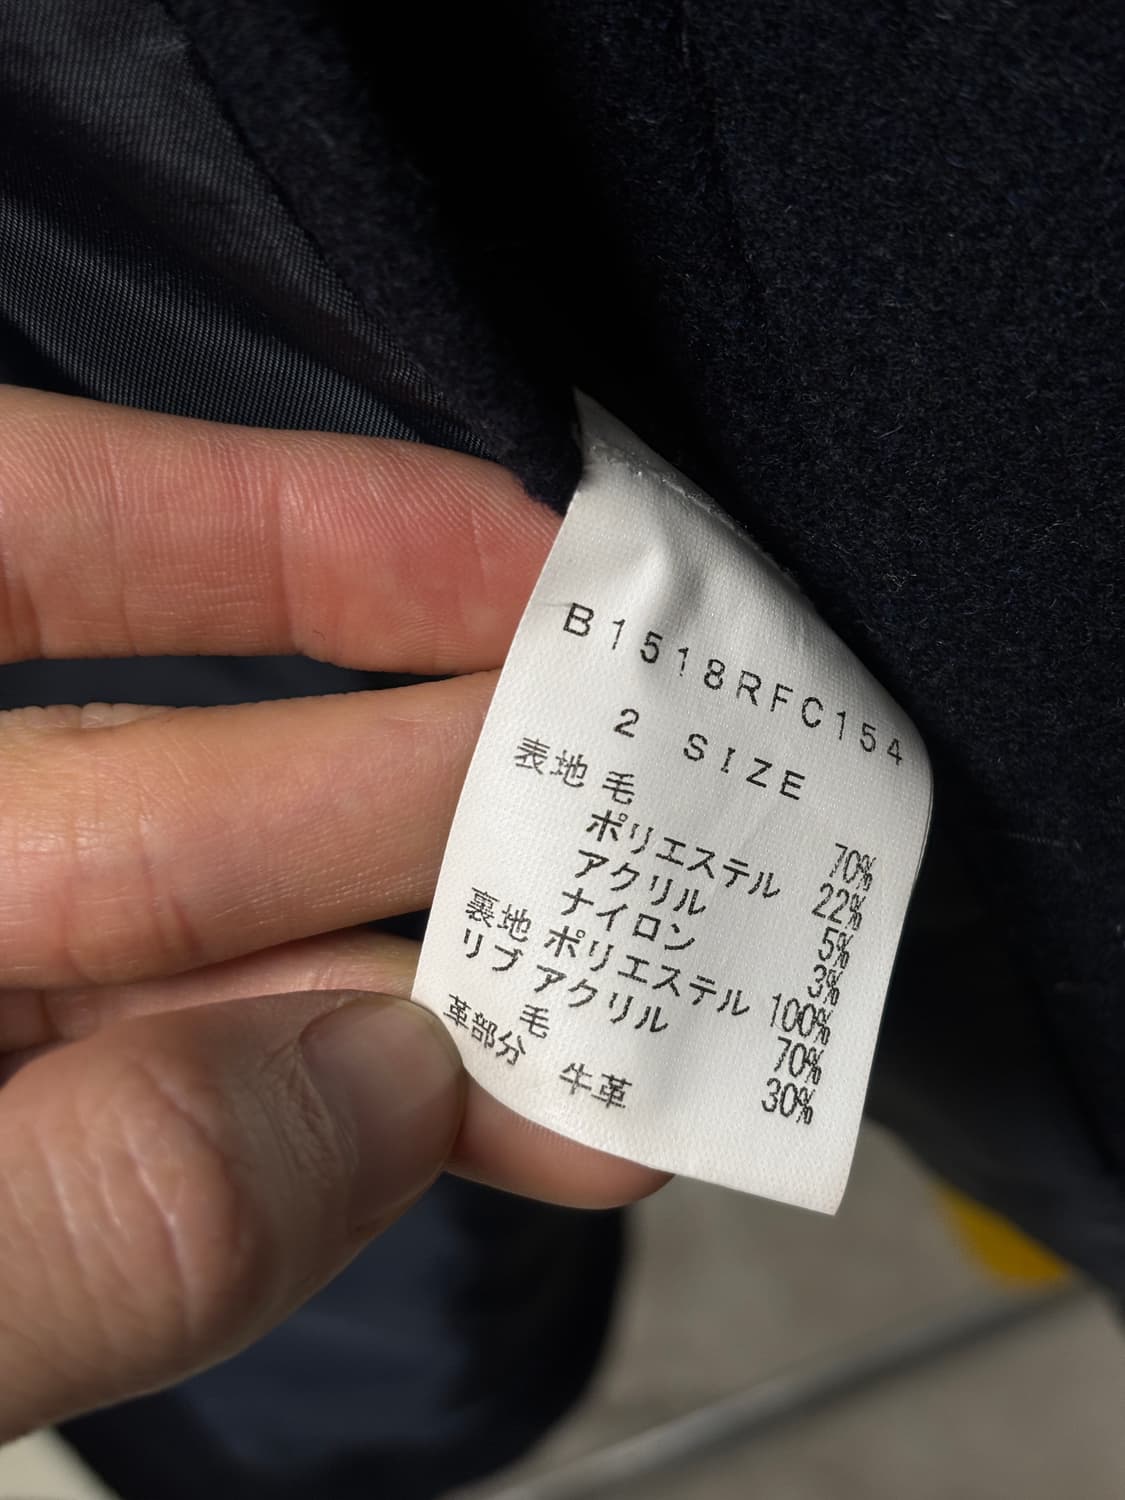 B1518RFC154
2 SIZE
表地 毛 70%
ポリエステル 22%
アクリル 5%
ナイロン 3%
裏地 ポリエステル 100%
リブ アクリル 70%
毛 30%
革部分 牛革